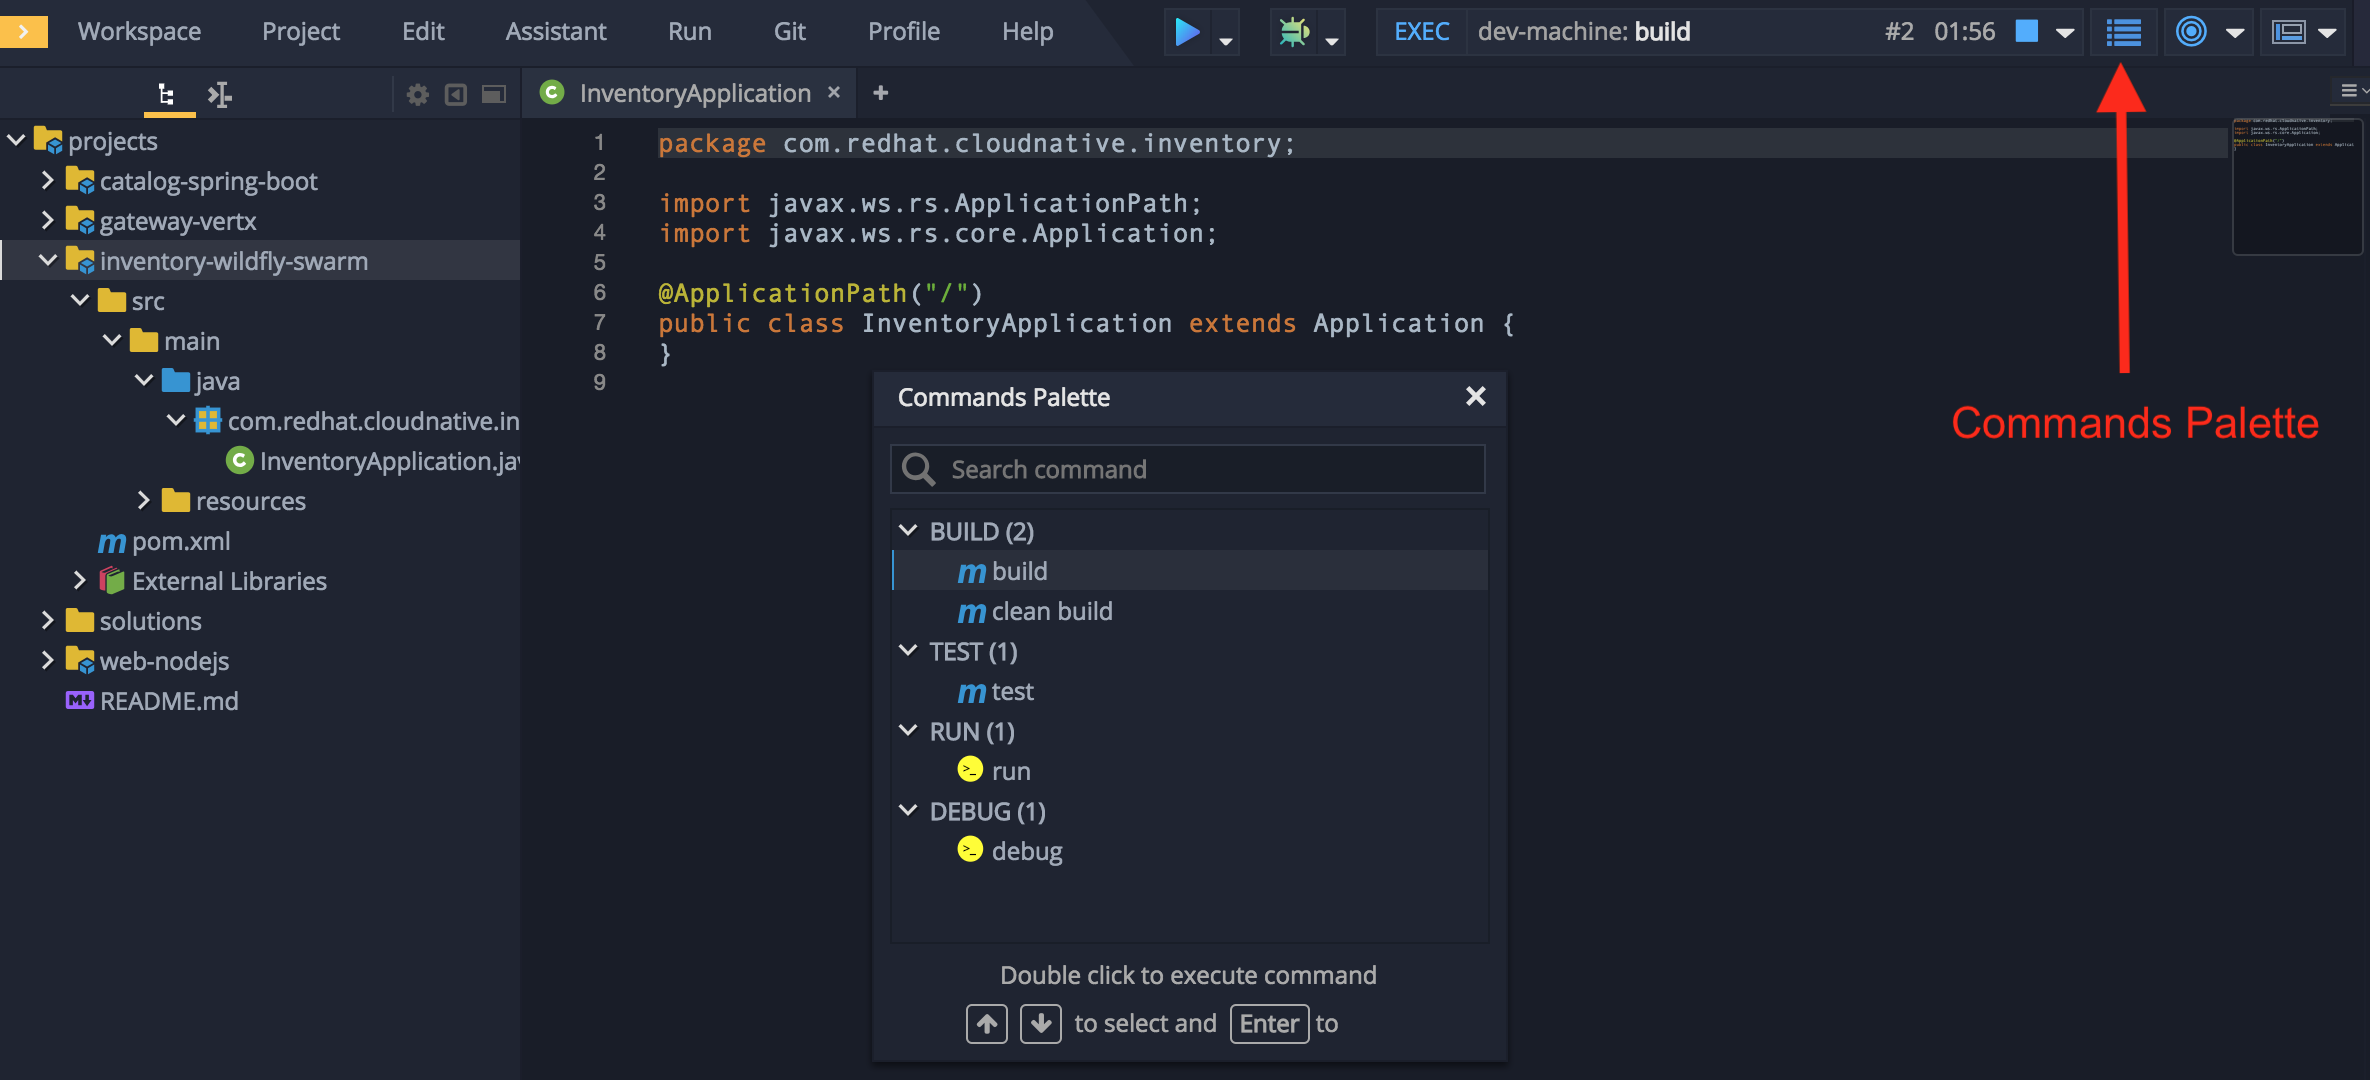 Workspace Project Edit Assistant Run Git Profile Help EXEC dev-machine: build #2 01:56
InventoryApplication × +
projects
catalog-spring-boot
gateway-vertx
inventory-wildfly-swarm
src
main
java
com.redhat.cloudnative.in
InventoryApplication.jav
resources
m pom.xml
External Libraries
solutions
web-nodejs
README.md
1 package com.redhat.cloudnative.inventory;
2
3 import javax.ws.rs.ApplicationPath;
4 import javax.ws.rs.core.Application;
5
6 @ApplicationPath("/")
7 public class InventoryApplication extends Application {
8 }
9
Commands Palette
Commands Palette
Search command
BUILD (2)
m build
m clean build
TEST (1)
m test
RUN (1)
>_ run
DEBUG (1)
>_ debug
Double click to execute command
to select and Enter to